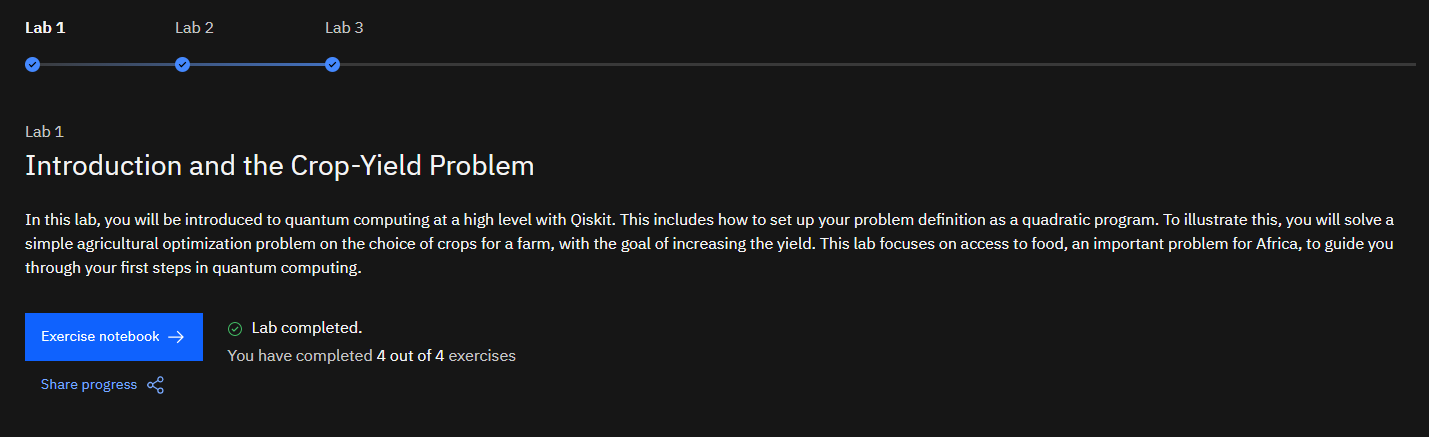 Lab 1
Lab 2
Lab 3
Lab 1
Introduction and the Crop-Yield Problem
In this lab, you will be introduced to quantum computing at a high level with Qiskit. This includes how to set up your problem definition as a quadratic program. To illustrate this, you will solve a
simple agricultural optimization problem on the choice of crops for a farm, with the goal of increasing the yield. This lab focuses on access to food, an important problem for Africa, to guide you
through your first steps in quantum computing.
Exercise notebook
Lab completed.
You have completed 4 out of 4 exercises
Share progress